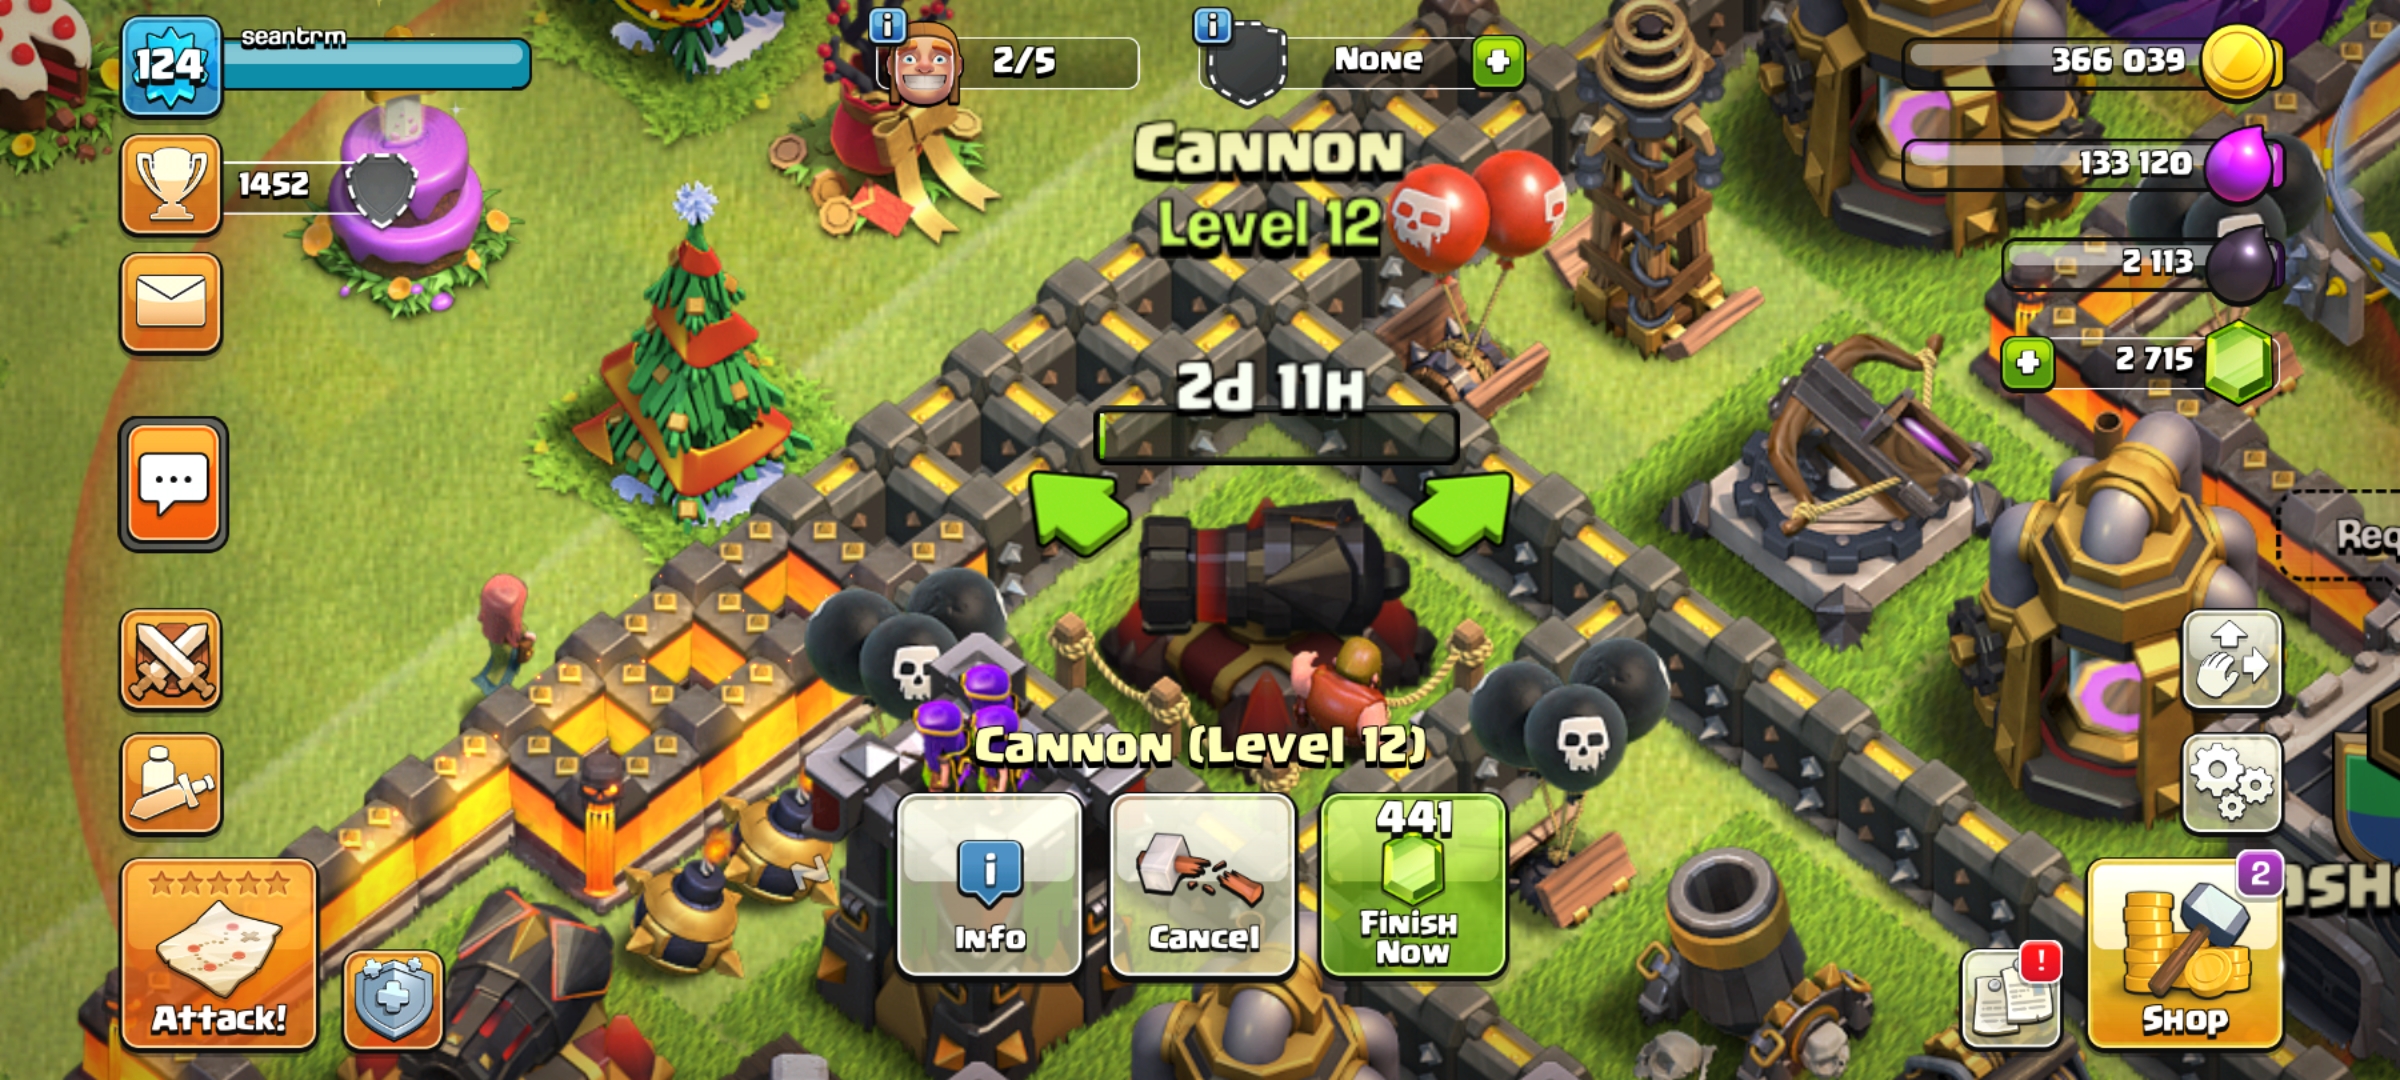 124
seantrm
2/5
None
366 039
1452
133 120
2 113
2 715
Cannon
Level 12
2d 11H
Cannon (Level 12)
441
Info
Cancel
Finish
Now
Attack!
2
Shop
!